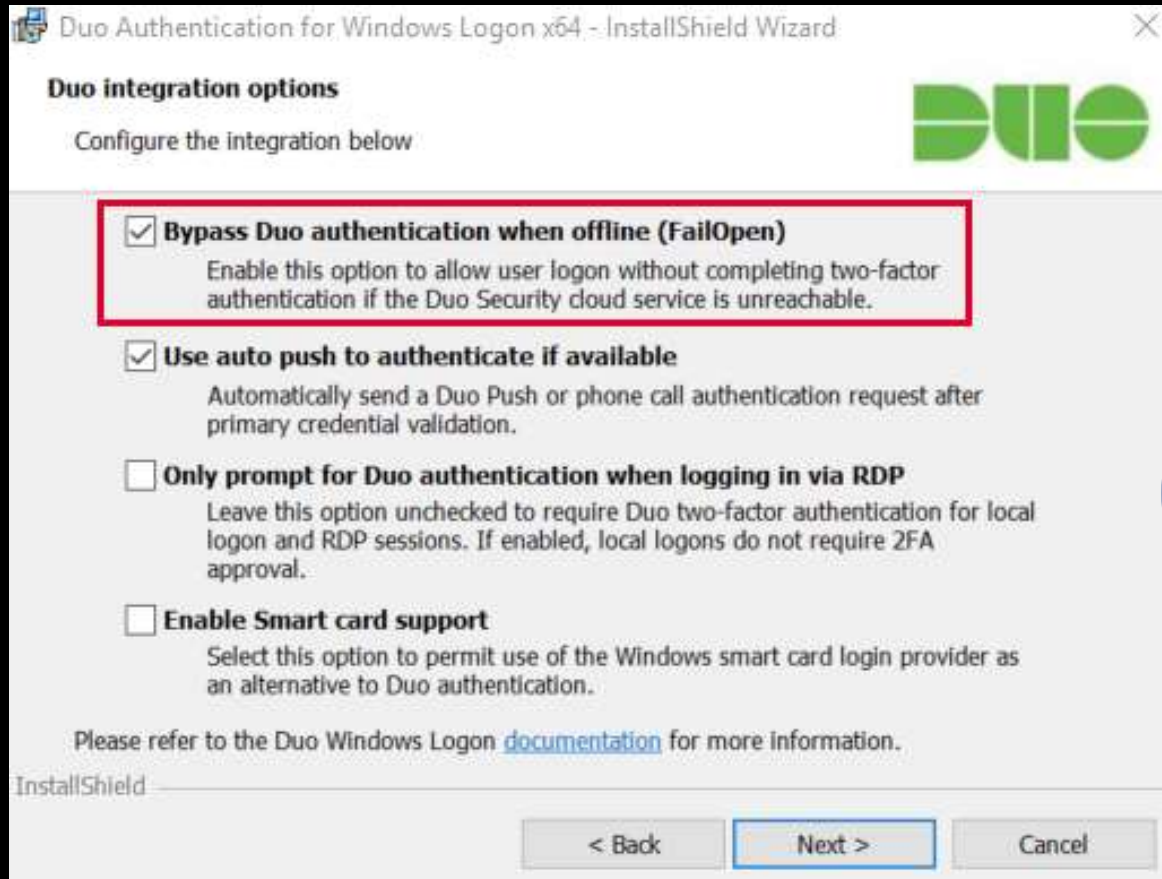 Duo Authentication for Windows Logon x64 - InstallShield Wizard
Duo integration options
Configure the integration below
DUO
Bypass Duo authentication when offline (FailOpen)
Enable this option to allow user logon without completing two-factor
authentication if the Duo Security cloud service is unreachable.
Use auto push to authenticate if available
Automatically send a Duo Push or phone call authentication request after
primary credential validation.
Only prompt for Duo authentication when logging in via RDP
Leave this option unchecked to require Duo two-factor authentication for local
logon and RDP sessions. If enabled, local logons do not require 2FA
approval.
Enable Smart card support
Select this option to permit use of the Windows smart card login provider as
an alternative to Duo authentication.
Please refer to the Duo Windows Logon documentation for more information.
InstallShield
< Back Next > Cancel